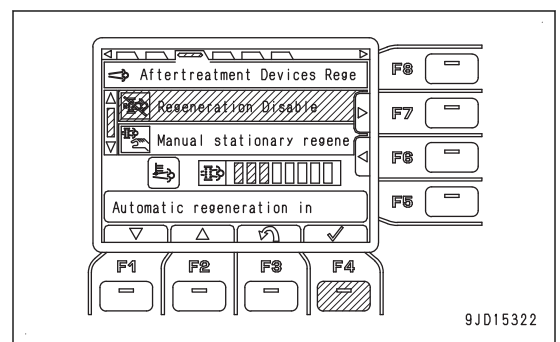 Aftertreatment Devices Rege
Regeneration Disable
Manual stationary regene
Automatic regeneration in
F8
F7
F6
F5
F1
F2
F3
F4
9JD15322